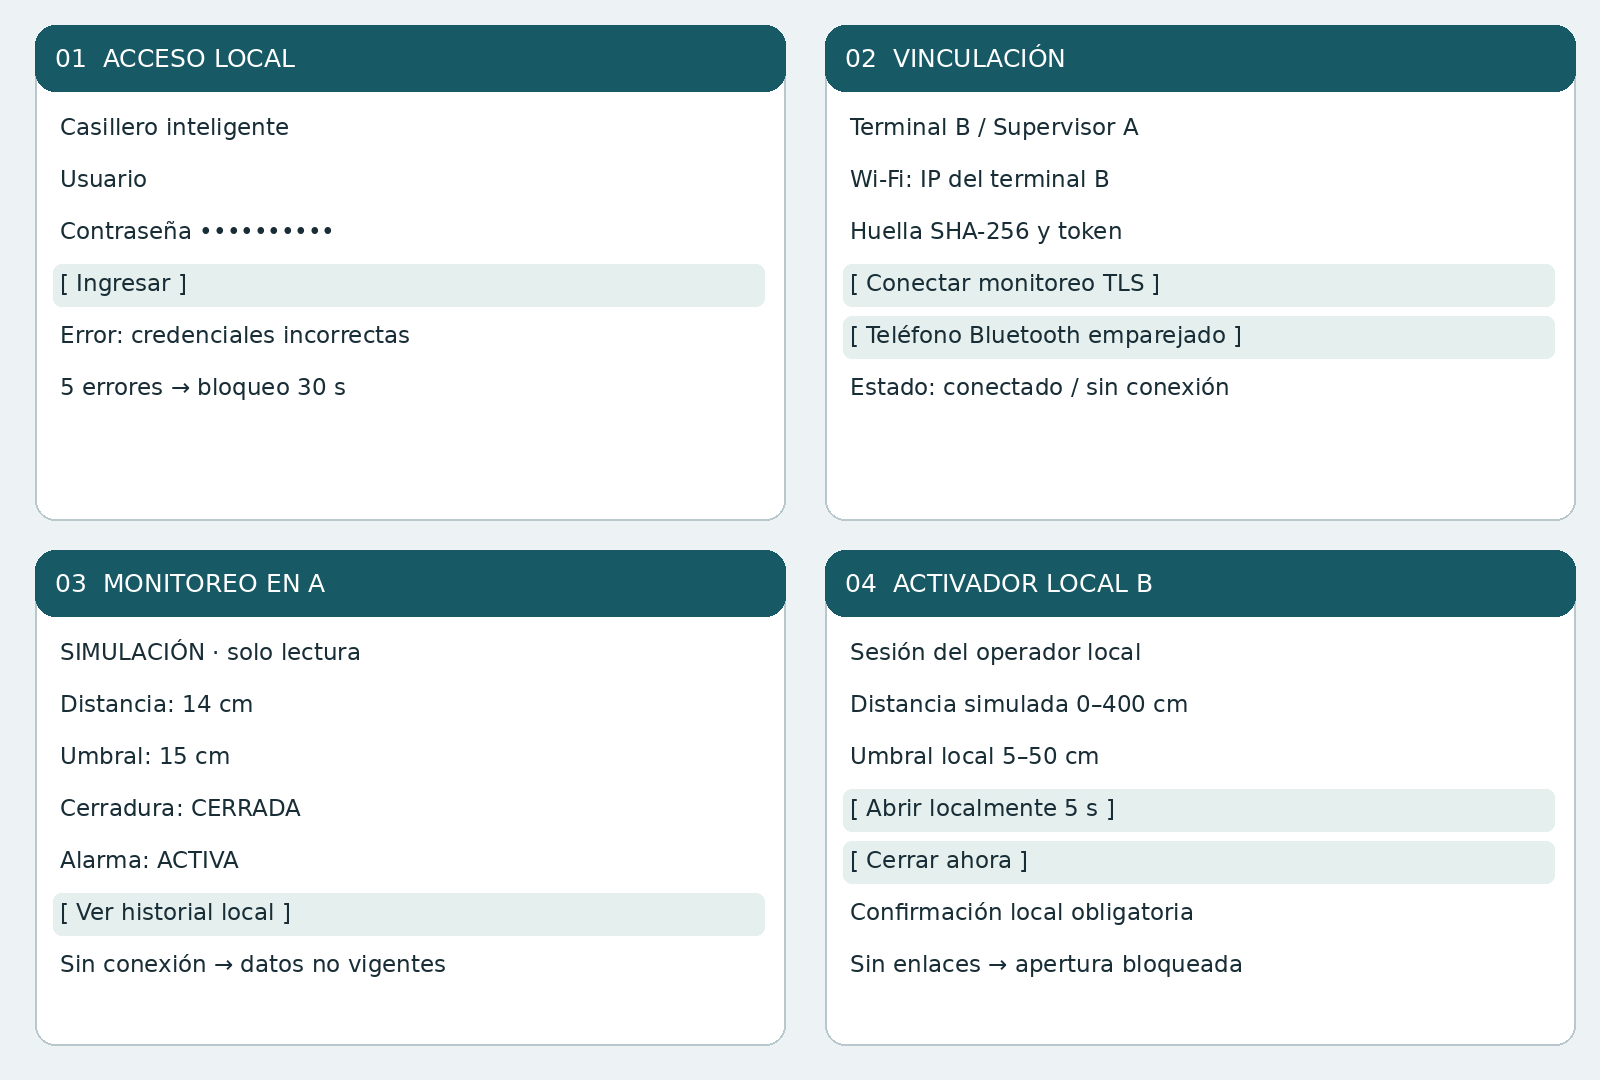 01 ACCESO LOCAL
Casillero inteligente
Usuario
Contraseña ••••••••••
[ Ingresar ]
Error: credenciales incorrectas
5 errores → bloqueo 30 s
02 VINCULACIÓN
Terminal B / Supervisor A
Wi-Fi: IP del terminal B
Huella SHA-256 y token
[ Conectar monitoreo TLS ]
[ Teléfono Bluetooth emparejado ]
Estado: conectado / sin conexión
03 MONITOREO EN A
SIMULACIÓN · solo lectura
Distancia: 14 cm
Umbral: 15 cm
Cerradura: CERRADA
Alarma: ACTIVA
[ Ver historial local ]
Sin conexión → datos no vigentes
04 ACTIVADOR LOCAL B
Sesión del operador local
Distancia simulada 0–400 cm
Umbral local 5–50 cm
[ Abrir localmente 5 s ]
[ Cerrar ahora ]
Confirmación local obligatoria
Sin enlaces → apertura bloqueada